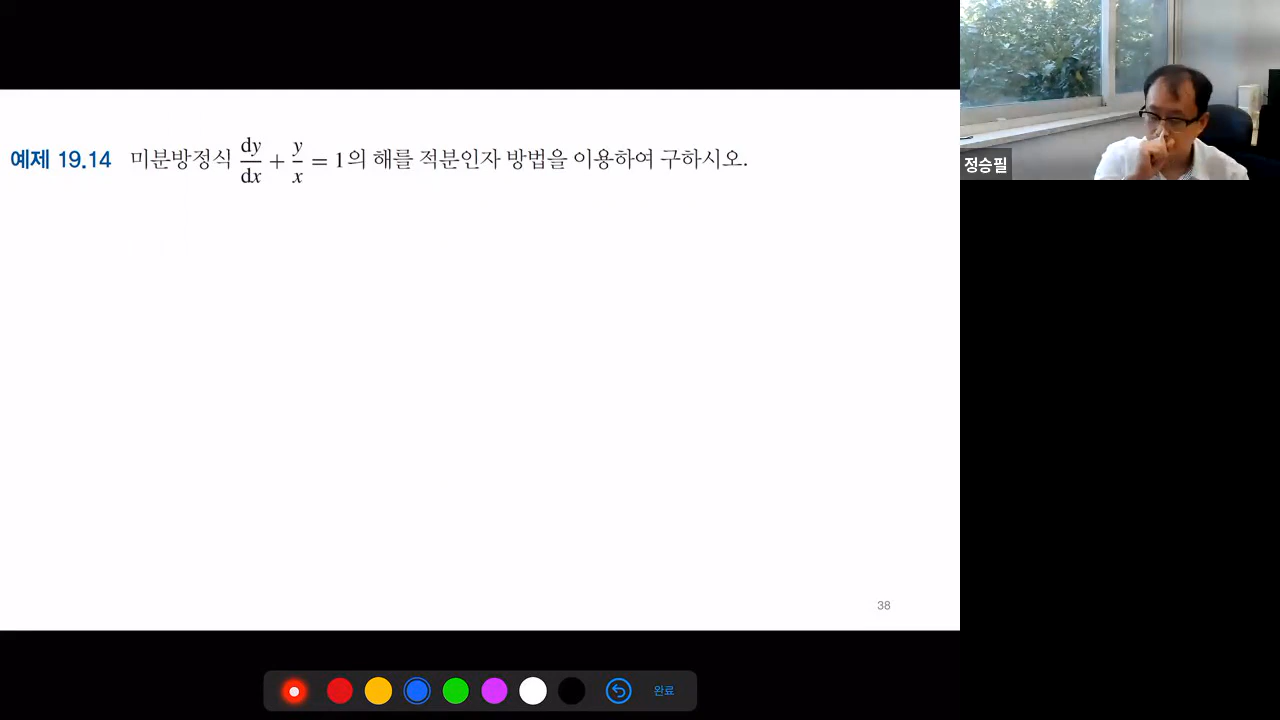 예제 19.14 미분방정식 dy/dx + y/x = 1의 해를 적분인자 방법을 이용하여 구하시오.
정승필
38
완료